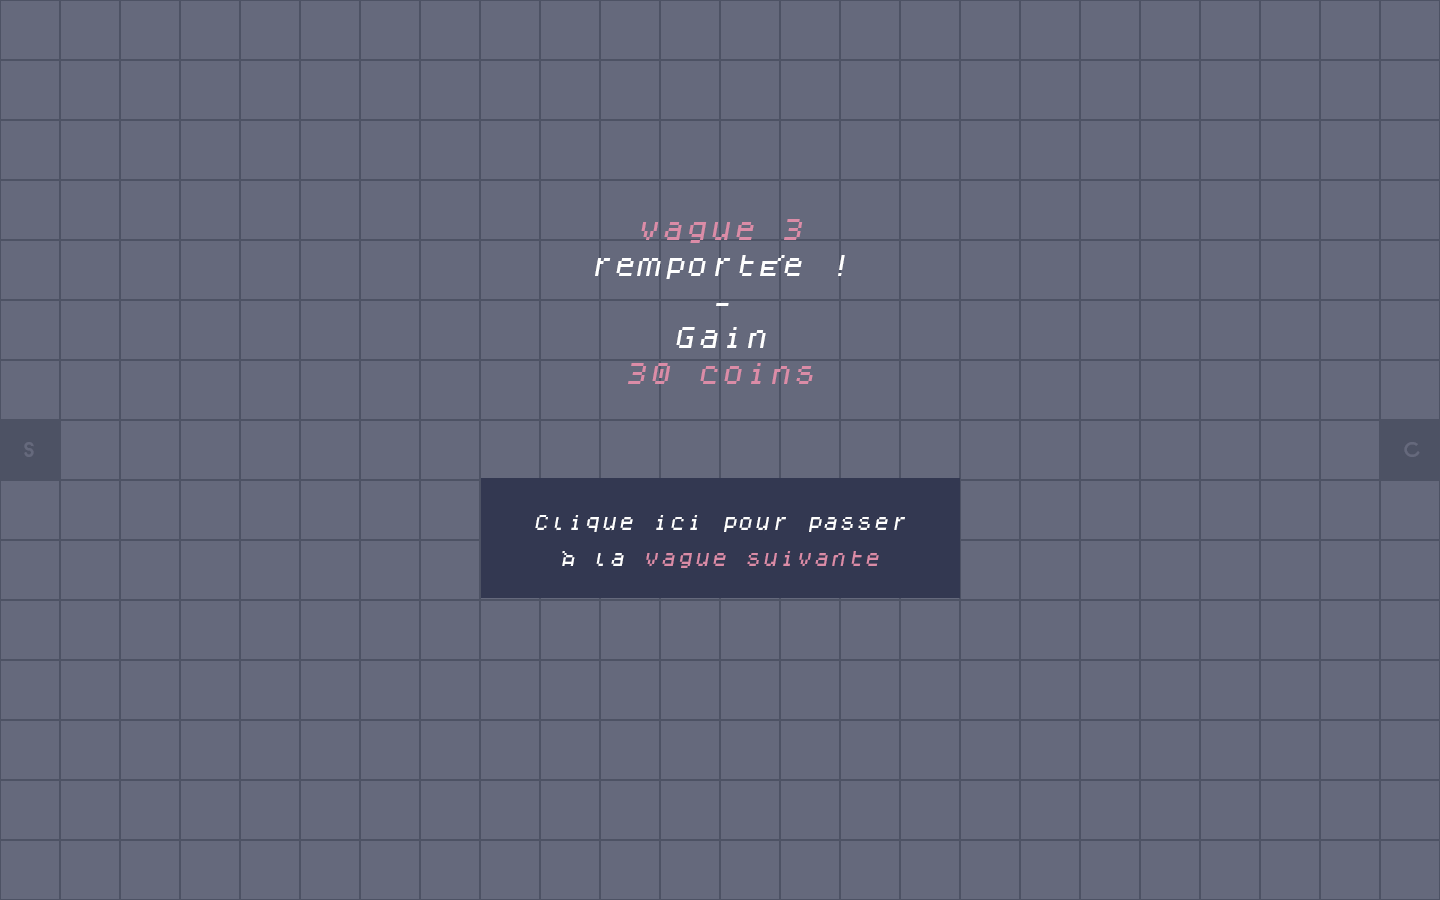 vague 3
remportée !
-
Gain
30 coins
S
C
Clique ici pour passer
à la vague suivante